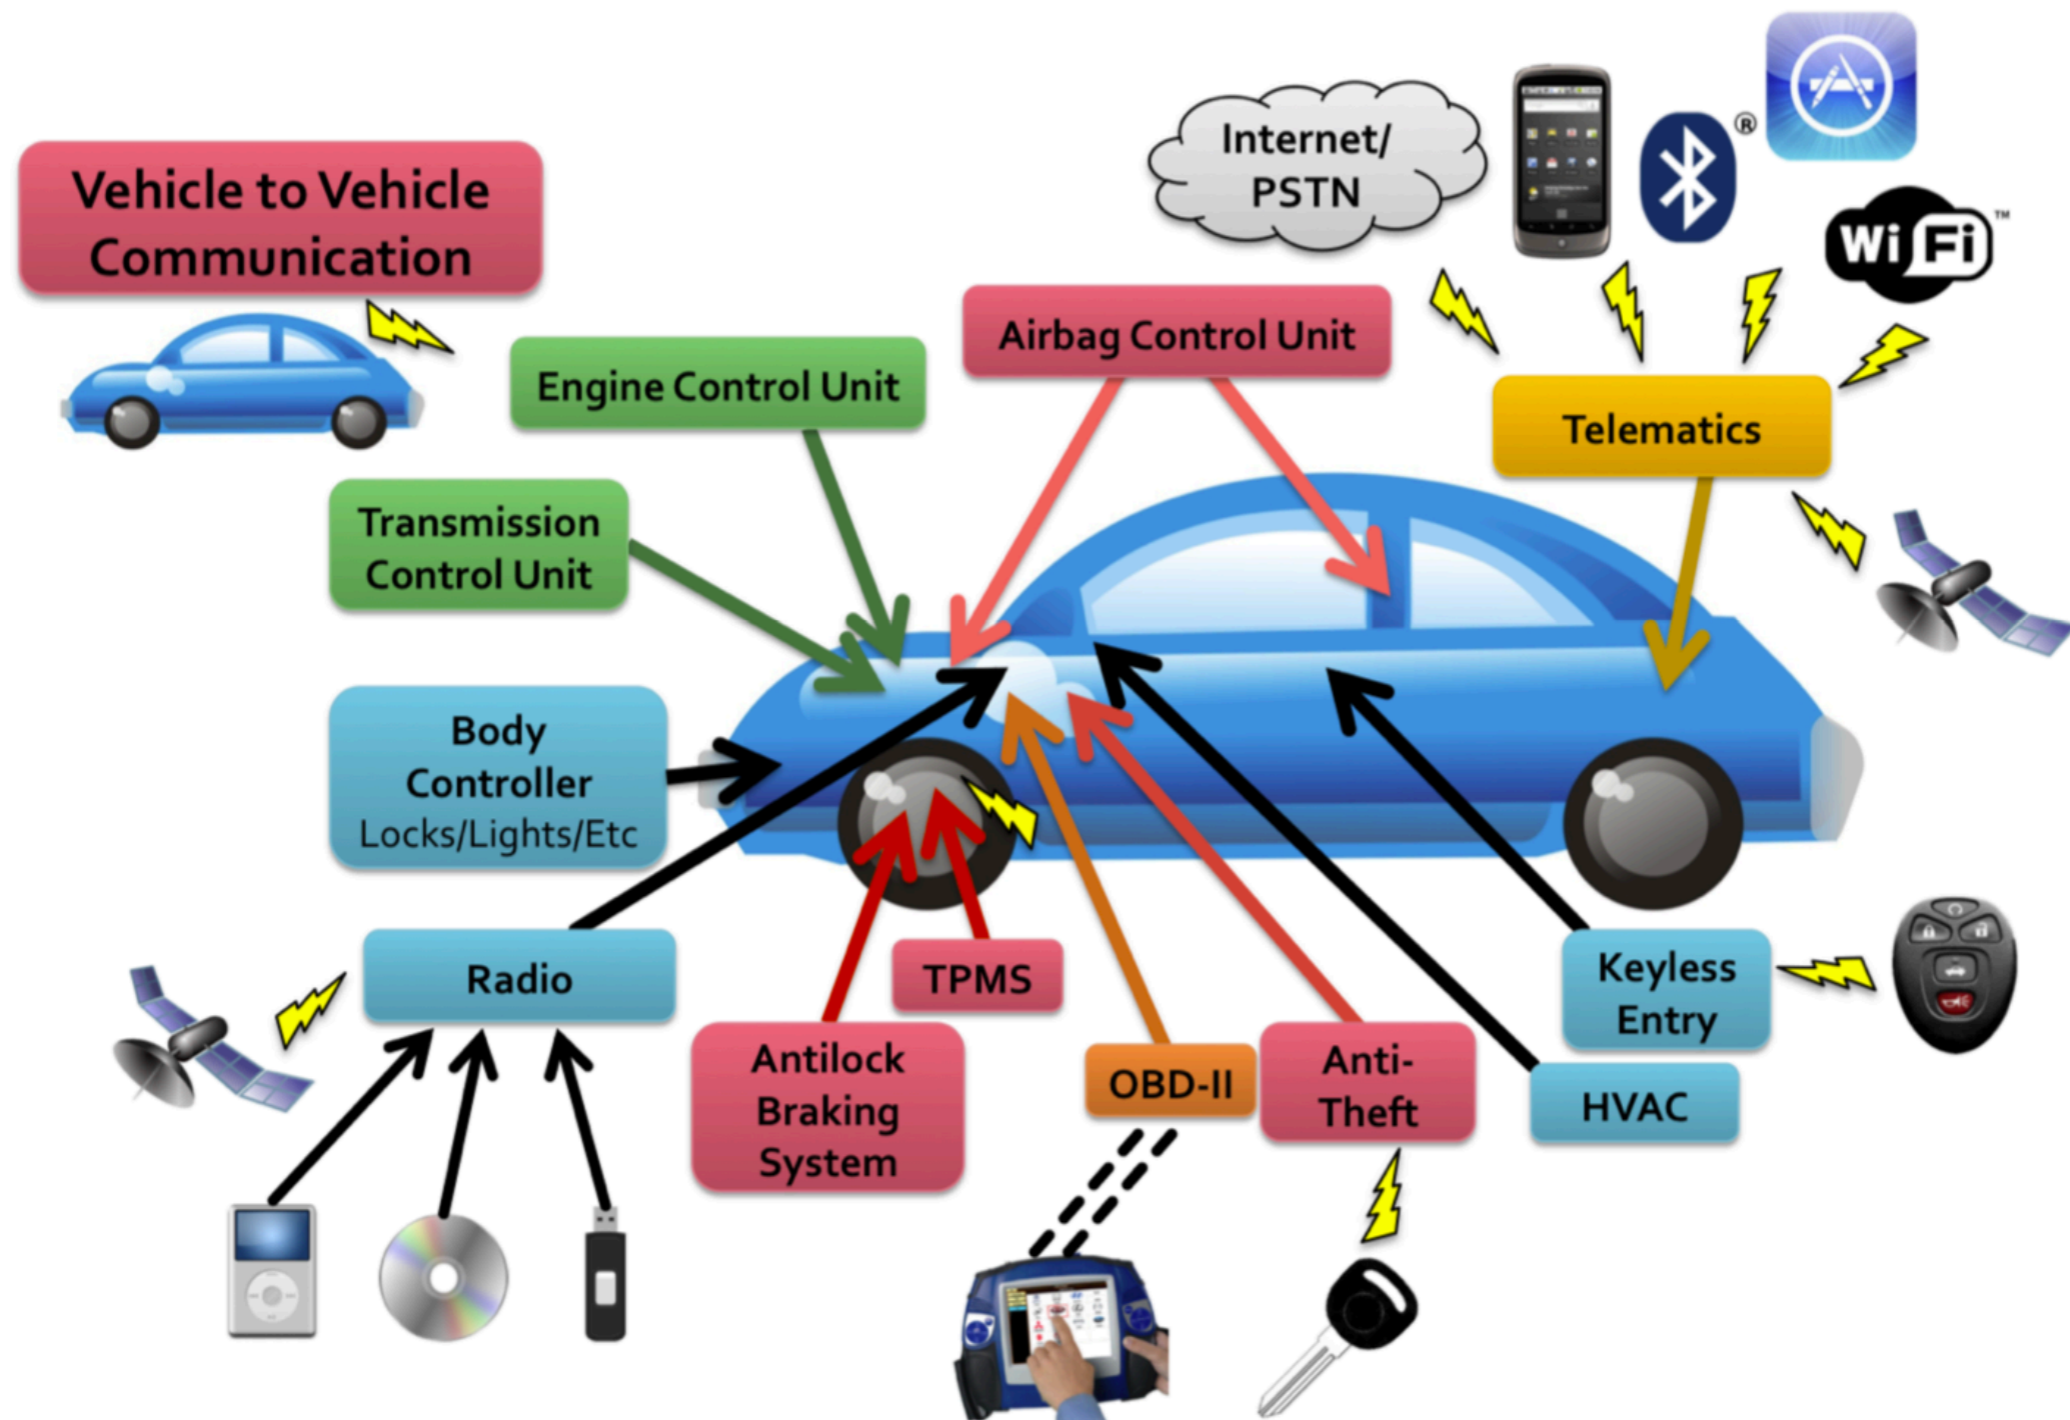 Internet/
PSTN
®
Wi Fi
™
Vehicle to Vehicle
Communication
Airbag Control Unit
Engine Control Unit
Telematics
Transmission
Control Unit
Body
Controller
Locks/Lights/Etc
Radio
TPMS
Keyless
Entry
Antilock
Braking
System
OBD-II
Anti-
Theft
HVAC